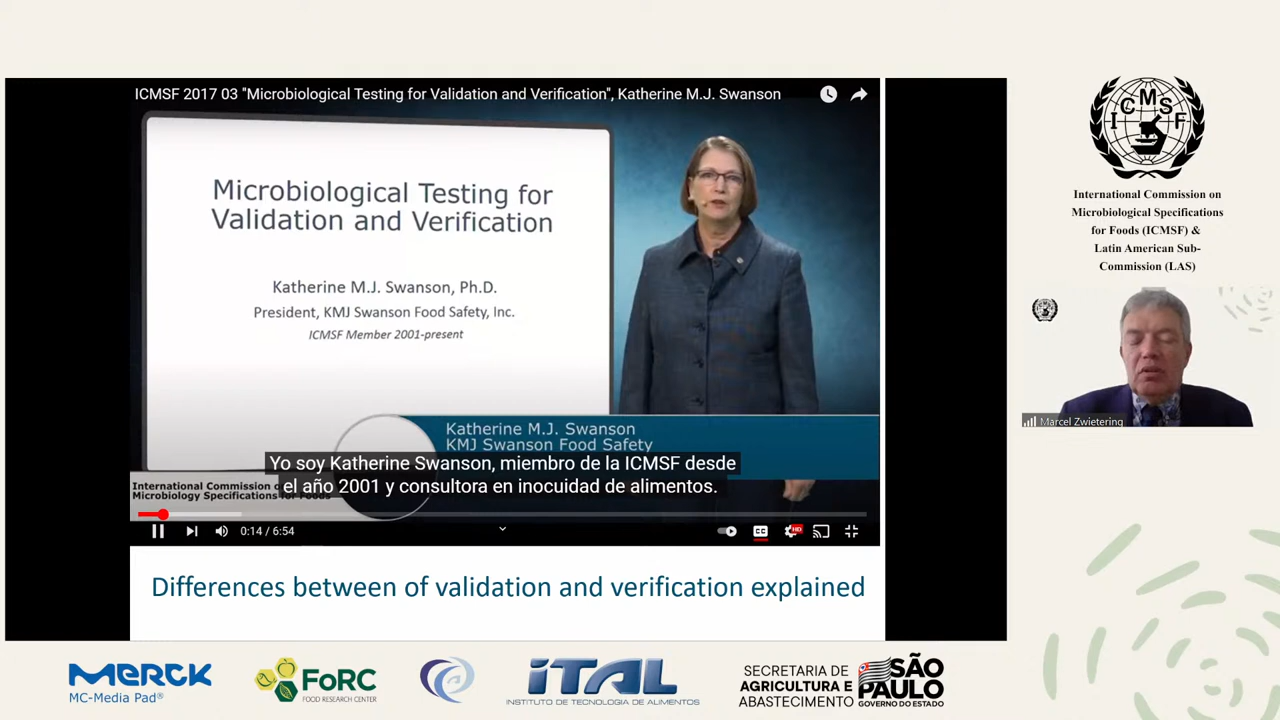 ICMSF 2017 03 "Microbiological Testing for Validation and Verification", Katherine M.J. Swanson
Microbiological Testing for
Validation and Verification
Katherine M.J. Swanson, Ph.D.
President, KMJ Swanson Food Safety, Inc.
ICMSF Member 2001-present
Katherine M.J. Swanson
KMJ Swanson Food Safety
Yo soy Katherine Swanson, miembro de la ICMSF desde
el año 2001 y consultora en inocuidad de alimentos.
International Commission
Microbiology Specifications for Foods
0:14 / 6:54
CC
HD
Differences between of validation and verification explained
ICMSF
International Commission on
Microbiological Specifications
for Foods (ICMSF) &
Latin American Sub-
Commission (LAS)
Marcel Zwietering
MERCK
MC-Media Pad®
FoRC
FOOD RESEARCH CENTER
iTAL
INSTITUTO DE TECNOLOGIA DE ALIMENTOS
SECRETARIA DE
AGRICULTURA E
ABASTECIMENTO
SÃO
PAULO
GOVERNO DO ESTADO